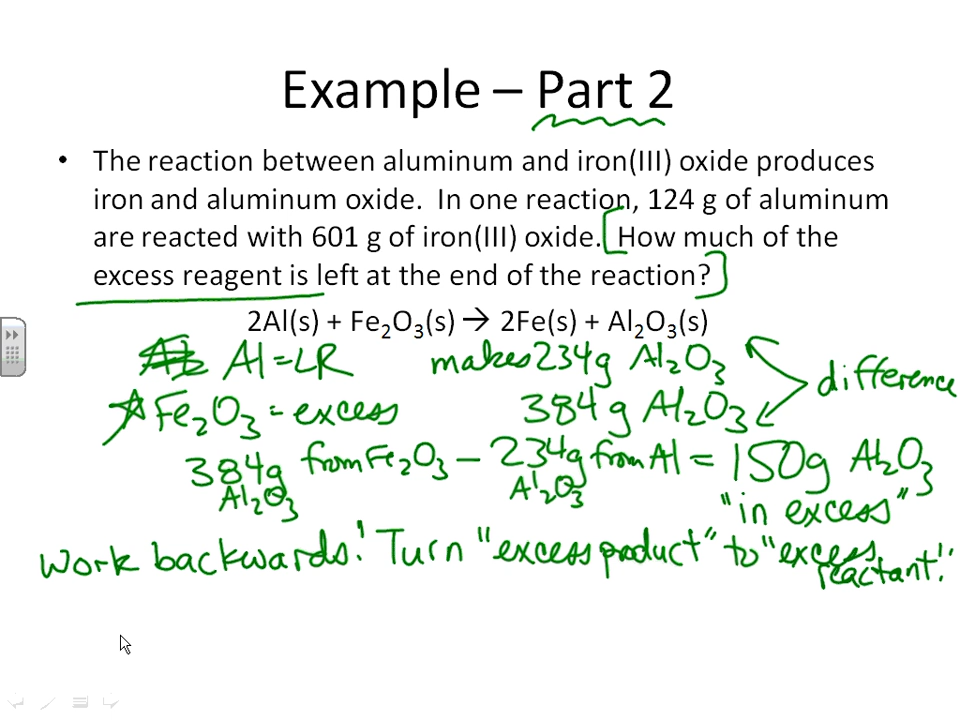 Example – Part 2
• The reaction between aluminum and iron(III) oxide produces
iron and aluminum oxide. In one reaction, 124 g of aluminum
are reacted with 601 g of iron(III) oxide. [How much of the
excess reagent is left at the end of the reaction?]
2Al(s) + Fe₂O₃(s) → 2Fe(s) + Al₂O₃(s)
Al = LR makes 234g Al₂O₃
Fe₂O₃ = excess 384 g Al₂O₃ difference
384g from Fe₂O₃ – 234g from Al = 150g Al₂O₃
Al₂O₃ Al₂O₃ "in excess"
Work backwards! Turn "excess product" to "excess
reactant!"